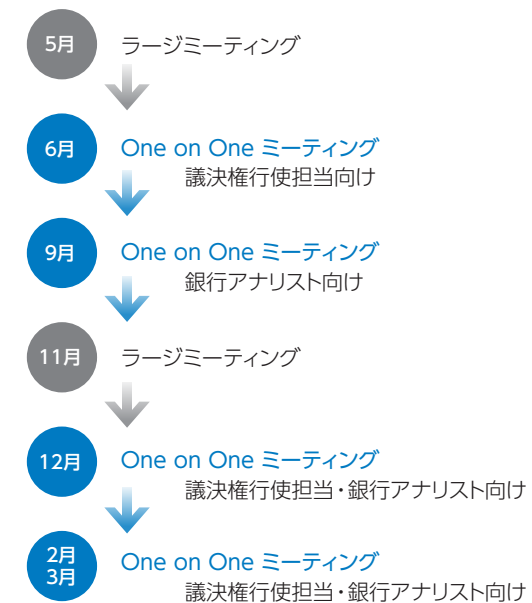 5月
ラージミーティング
6月
One on One ミーティング
議決権行使担当向け
9月
One on One ミーティング
銀行アナリスト向け
11月
ラージミーティング
12月
One on One ミーティング
議決権行使担当・銀行アナリスト向け
2月
3月
One on One ミーティング
議決権行使担当・銀行アナリスト向け